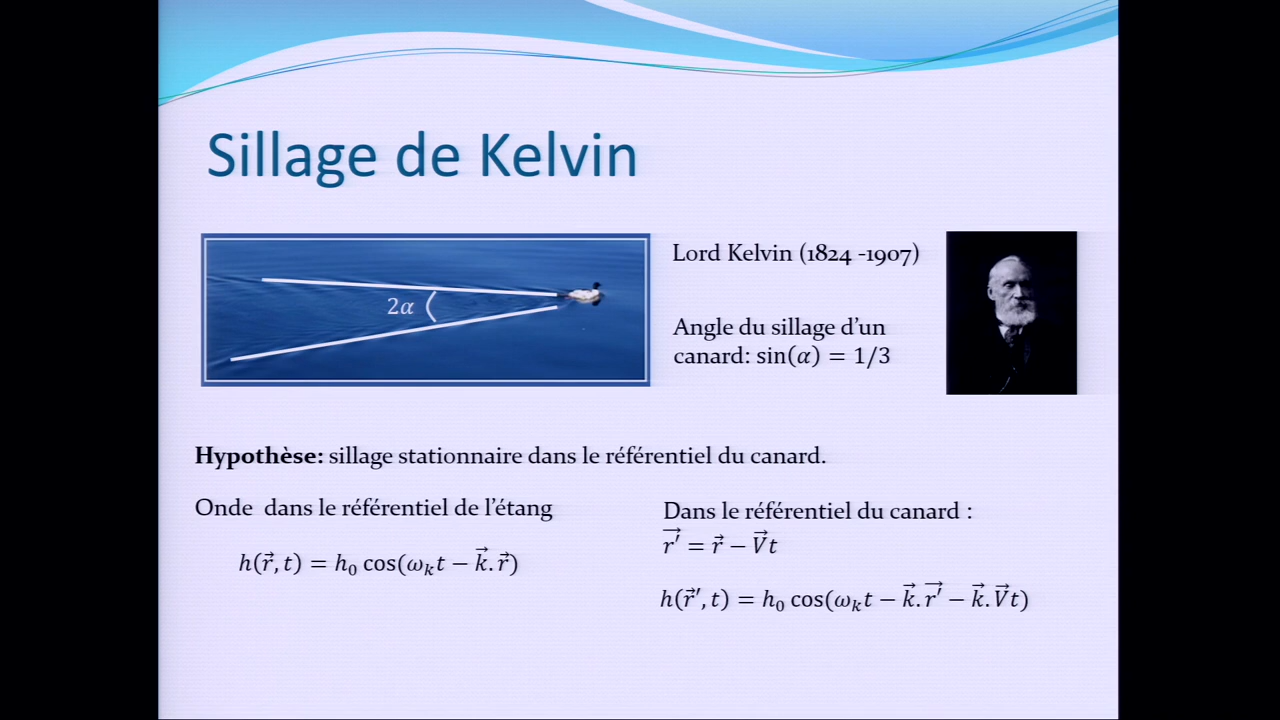 Sillage de Kelvin
2α
Lord Kelvin (1824 -1907)
Angle du sillage d’un
canard: sin(α) = 1/3
Hypothèse: sillage stationnaire dans le référentiel du canard.
Onde dans le référentiel de l’étang
h(r⃗, t) = h₀ cos(ωₖt − k⃗. r⃗)
Dans le référentiel du canard :
r⃗′ = r⃗ − V⃗t
h(r⃗′, t) = h₀ cos(ωₖt − k⃗. r⃗′ − k⃗. V⃗t)